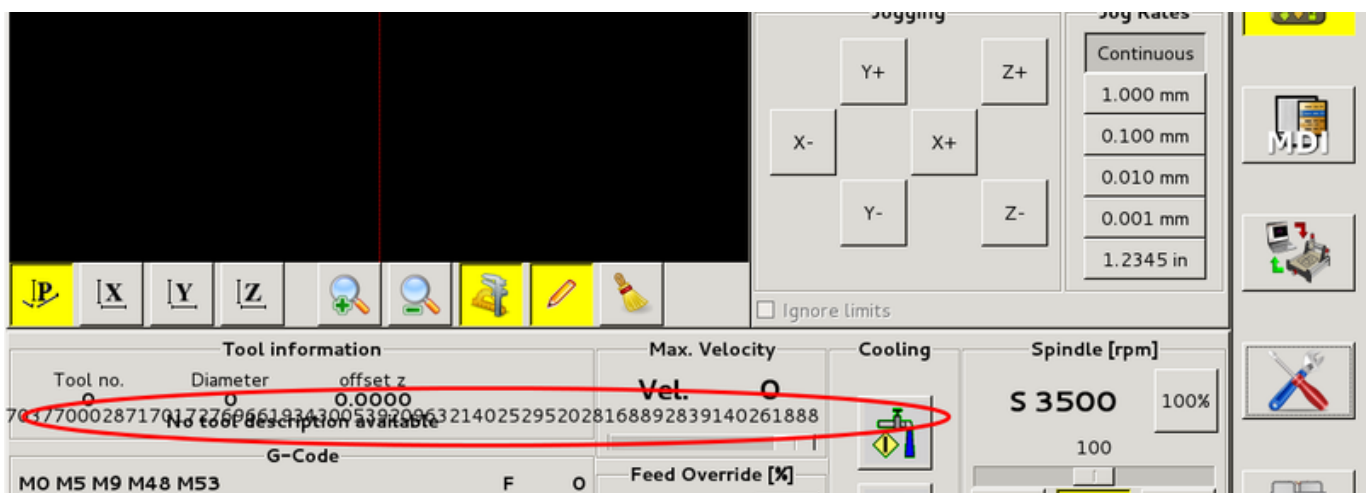 Jogging
Jog Rates
Y+ Z+
X- X+
Y- Z-
Continuous
1.000 mm
0.100 mm
0.010 mm
0.001 mm
1.2345 in
MDI
P X Y Z
Ignore limits
Tool information
Tool no. Diameter offset z
0 0 0.0000
No tool description available
Max. Velocity
Vel. 0
Cooling
Spindle [rpm]
S 3500 100%
100
G-Code
M0 M5 M9 M48 M53 F 0
Feed Override [%]